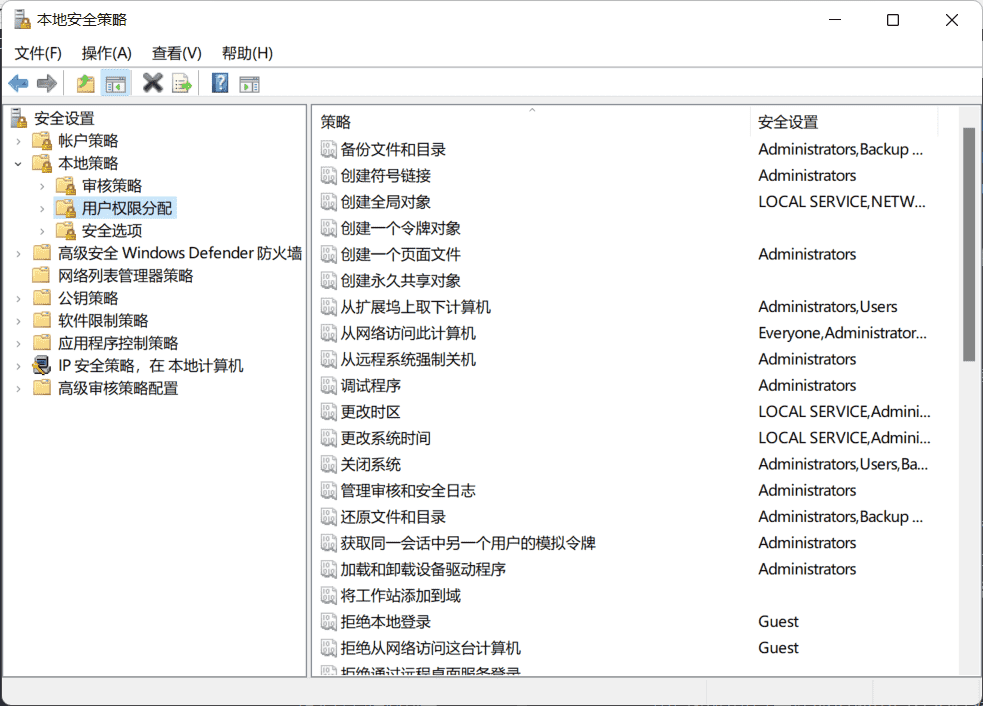 本地安全策略
文件(F) 操作(A) 查看(V) 帮助(H)
安全设置
帐户策略
本地策略
审核策略
用户权限分配
安全选项
高级安全 Windows Defender 防火墙
网络列表管理器策略
公钥策略
软件限制策略
应用程序控制策略
IP 安全策略，在 本地计算机
高级审核策略配置
策略 安全设置
备份文件和目录 Administrators,Backup ...
创建符号链接 Administrators
创建全局对象 LOCAL SERVICE,NETW...
创建一个令牌对象
创建一个页面文件 Administrators
创建永久共享对象
从扩展坞上取下计算机 Administrators,Users
从网络访问此计算机 Everyone,Administrator...
从远程系统强制关机 Administrators
调试程序 Administrators
更改时区 LOCAL SERVICE,Admini...
更改系统时间 LOCAL SERVICE,Admini...
关闭系统 Administrators,Users,Ba...
管理审核和安全日志 Administrators
还原文件和目录 Administrators,Backup ...
获取同一会话中另一个用户的模拟令牌 Administrators
加载和卸载设备驱动程序 Administrators
将工作站添加到域
拒绝本地登录 Guest
拒绝从网络访问这台计算机 Guest
拒绝通过远程桌面服务登录